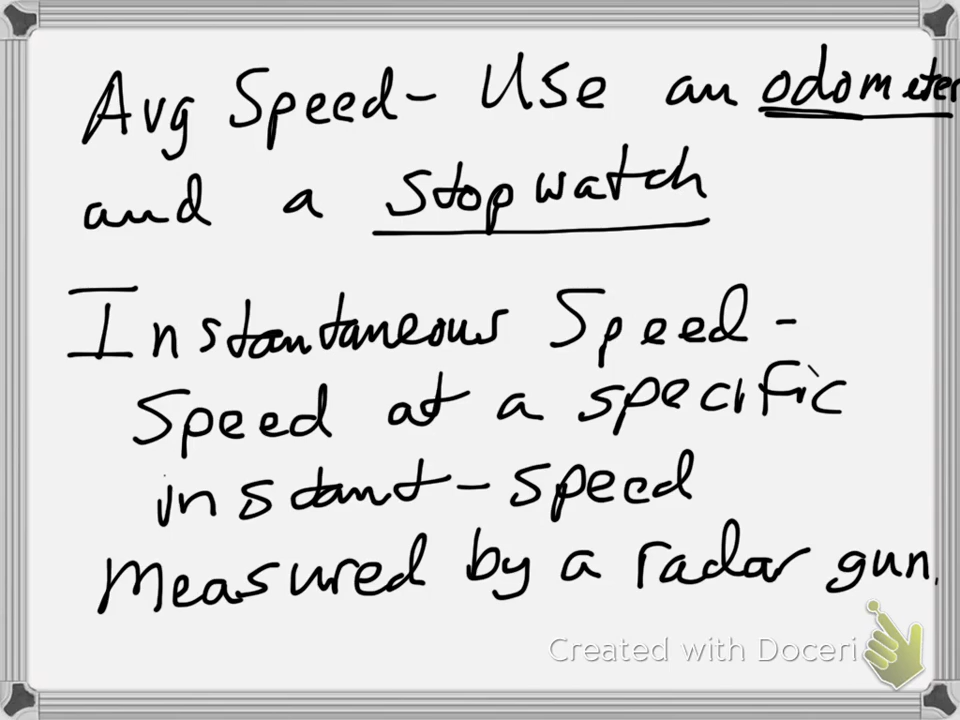 Avg Speed - Use an odometer
and a stopwatch
Instantaneous Speed -
Speed at a specific
instant - speed
measured by a radar gun.
Created with Doceri